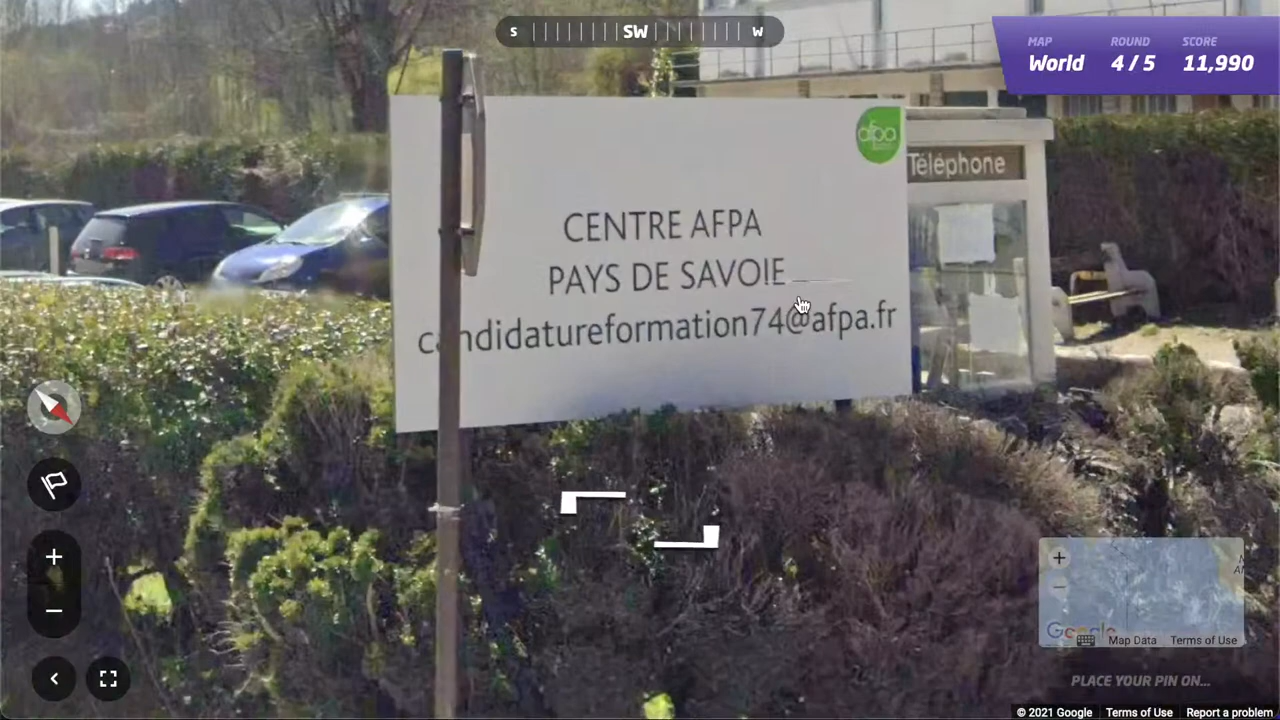 S SW W
MAP ROUND SCORE
World 4 / 5 11,990
afpa
Téléphone
CENTRE AFPA
PAYS DE SAVOIE
candidatureformation74@afpa.fr
Google
Map Data Terms of Use
PLACE YOUR PIN ON...
© 2021 Google Terms of Use Report a problem